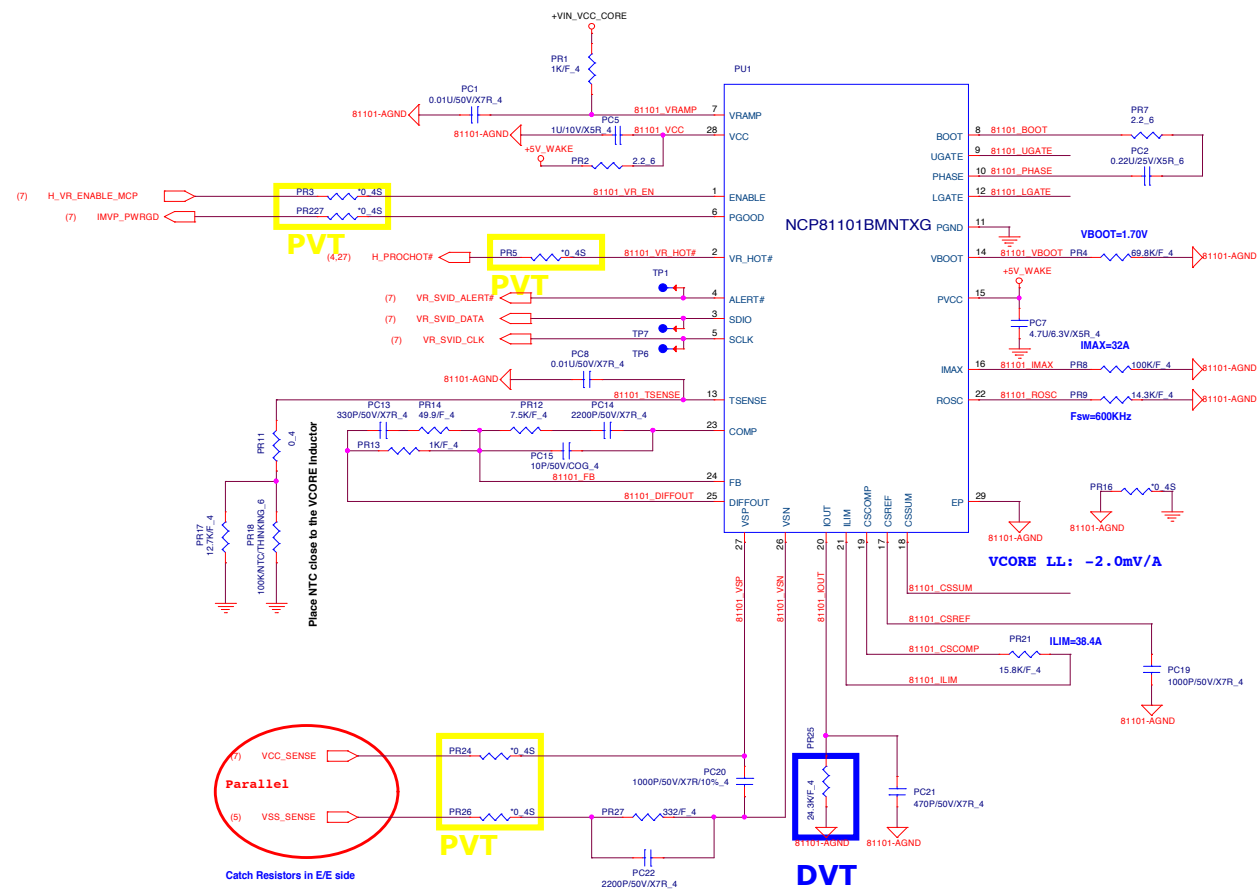 +VIN_VCC_CORE
PR1
1K/F_4
PU1
PC1
0.01U/50V/X7R_4
81101-AGND
81101_VRAMP
7
VRAMP
PC5
1U/10V/X5R_4
81101-AGND
81101_VCC
28
VCC
+5V_WAKE
PR2
2.2_6
(7)
H_VR_ENABLE_MCP
PR3
*0_4S
81101_VR_EN
1
ENABLE
(7)
IMVP_PWRGD
PR227
*0_4S
6
PGOOD
PVT
(4,27)
H_PROCHOT#
PR5
*0_4S
81101_VR_HOT#
2
VR_HOT#
PVT
TP1
(7)
VR_SVID_ALERT#
4
ALERT#
(7)
VR_SVID_DATA
3
SDIO
TP7
(7)
VR_SVID_CLK
5
SCLK
TP6
PC8
0.01U/50V/X7R_4
81101-AGND
81101_TSENSE
13
TSENSE
PC13
330P/50V/X7R_4
PR14
49.9/F_4
PR12
7.5K/F_4
PC14
2200P/50V/X7R_4
23
COMP
PR13
1K/F_4
PC15
10P/50V/COG_4
81101_FB
24
FB
81101_DIFFOUT
25
DIFFOUT
PR11
0_4
PR17
12.7K/F_4
PR18
100K/NTC/THINKING_6
Place NTC close to the VCORE Inductor
NCP81101BMNTXG
BOOT
8
81101_BOOT
PR7
2.2_6
UGATE
9
81101_UGATE
PC2
0.22U/25V/X5R_6
PHASE
10
81101_PHASE
LGATE
12
81101_LGATE
PGND
11
VBOOT=1.70V
VBOOT
14
81101_VBOOT
PR4
69.8K/F_4
81101-AGND
+5V_WAKE
PVCC
15
PC7
4.7U/6.3V/X5R_4
IMAX=32A
IMAX
16
81101_IMAX
PR8
100K/F_4
81101-AGND
ROSC
22
81101_ROSC
PR9
14.3K/F_4
81101-AGND
Fsw=600KHz
EP
29
81101-AGND
PR16
*0_4S
81101-AGND
VSP
VSN
IOUT
ILIM
CSCOMP
CSREF
CSSUM
27
26
20
21
19
17
18
VCORE LL: -2.0mV/A
81101_VSP
81101_VSN
81101_IOUT
81101_CSSUM
81101_CSREF
81101_CSCOMP
PR21
15.8K/F_4
ILIM=38.4A
81101_ILIM
PC19
1000P/50V/X7R_4
81101-AGND
(7)
VCC_SENSE
PR24
*0_4S
Parallel
PC20
1000P/50V/X7R/10%_4
(5)
VSS_SENSE
PR26
*0_4S
PR27
332/F_4
PVT
PC22
2200P/50V/X7R_4
Catch Resistors in E/E side
PR25
24.3K/F_4
81101-AGND
PC21
470P/50V/X7R_4
81101-AGND
DVT